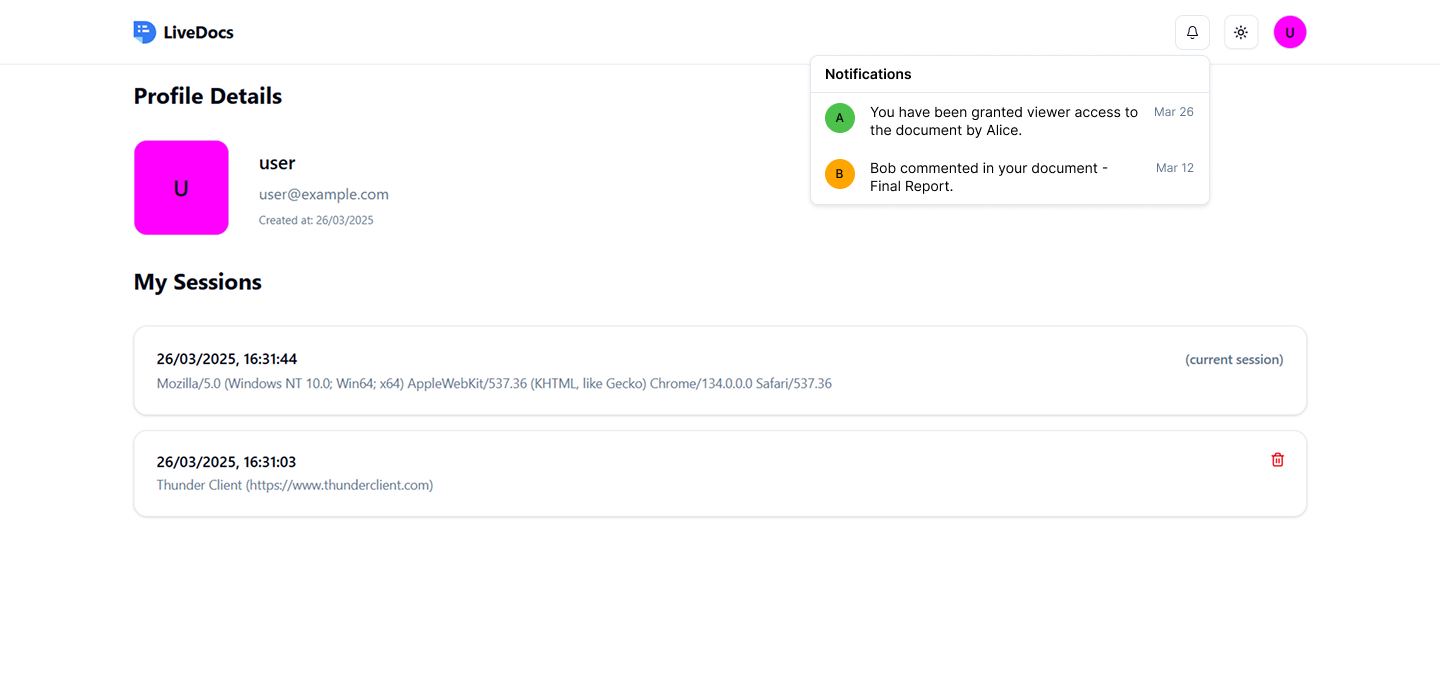 LiveDocs
U
Notifications
A
You have been granted viewer access to
the document by Alice.
Mar 26
B
Bob commented in your document -
Final Report.
Mar 12
Profile Details
U
user
user@example.com
Created at: 26/03/2025
My Sessions
26/03/2025, 16:31:44
(current session)
Mozilla/5.0 (Windows NT 10.0; Win64; x64) AppleWebKit/537.36 (KHTML, like Gecko) Chrome/134.0.0.0 Safari/537.36
26/03/2025, 16:31:03
Thunder Client (https://www.thunderclient.com)